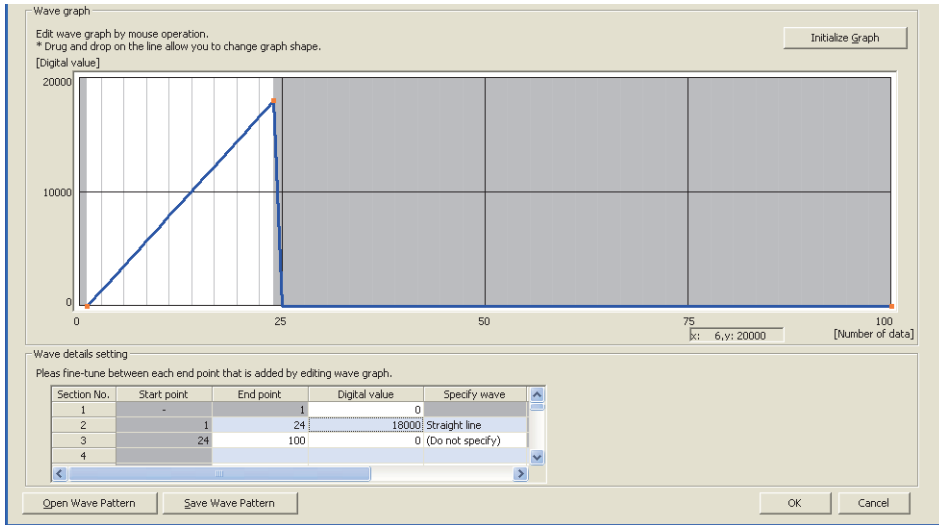 Wave graph
Edit wave graph by mouse operation.
* Drug and drop on the line allow you to change graph shape.
Initialize Graph
[Digital value]
20000
10000
0
0 25 50 75 100
x: 6,y: 20000
[Number of data]
Wave details setting
Pleas fine-tune between each end point that is added by editing wave graph.
Section No. Start point End point Digital value Specify wave
1 - 1 0
2 1 24 18000 Straight line
3 24 100 0 (Do not specify)
4
Open Wave Pattern Save Wave Pattern OK Cancel